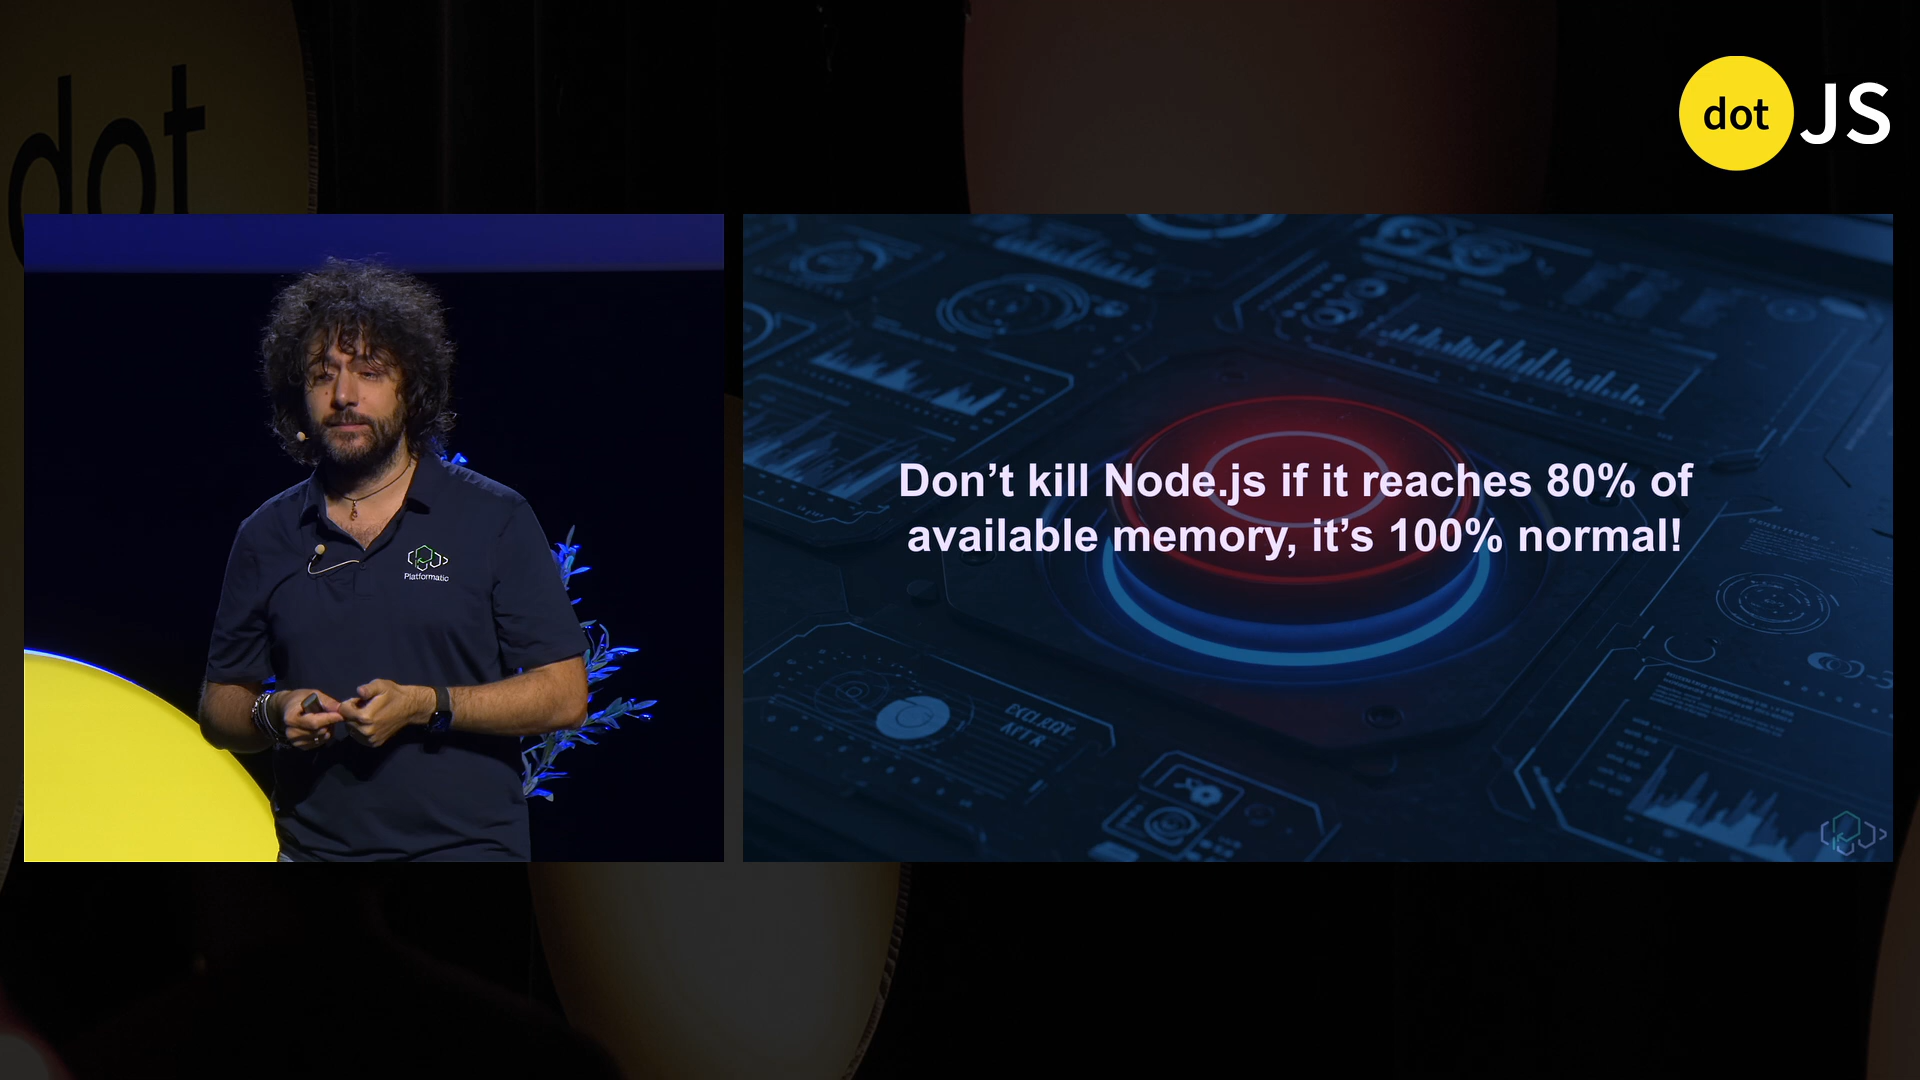 dot
dot JS
Platformatic
Don’t kill Node.js if it reaches 80% of
available memory, it’s 100% normal!